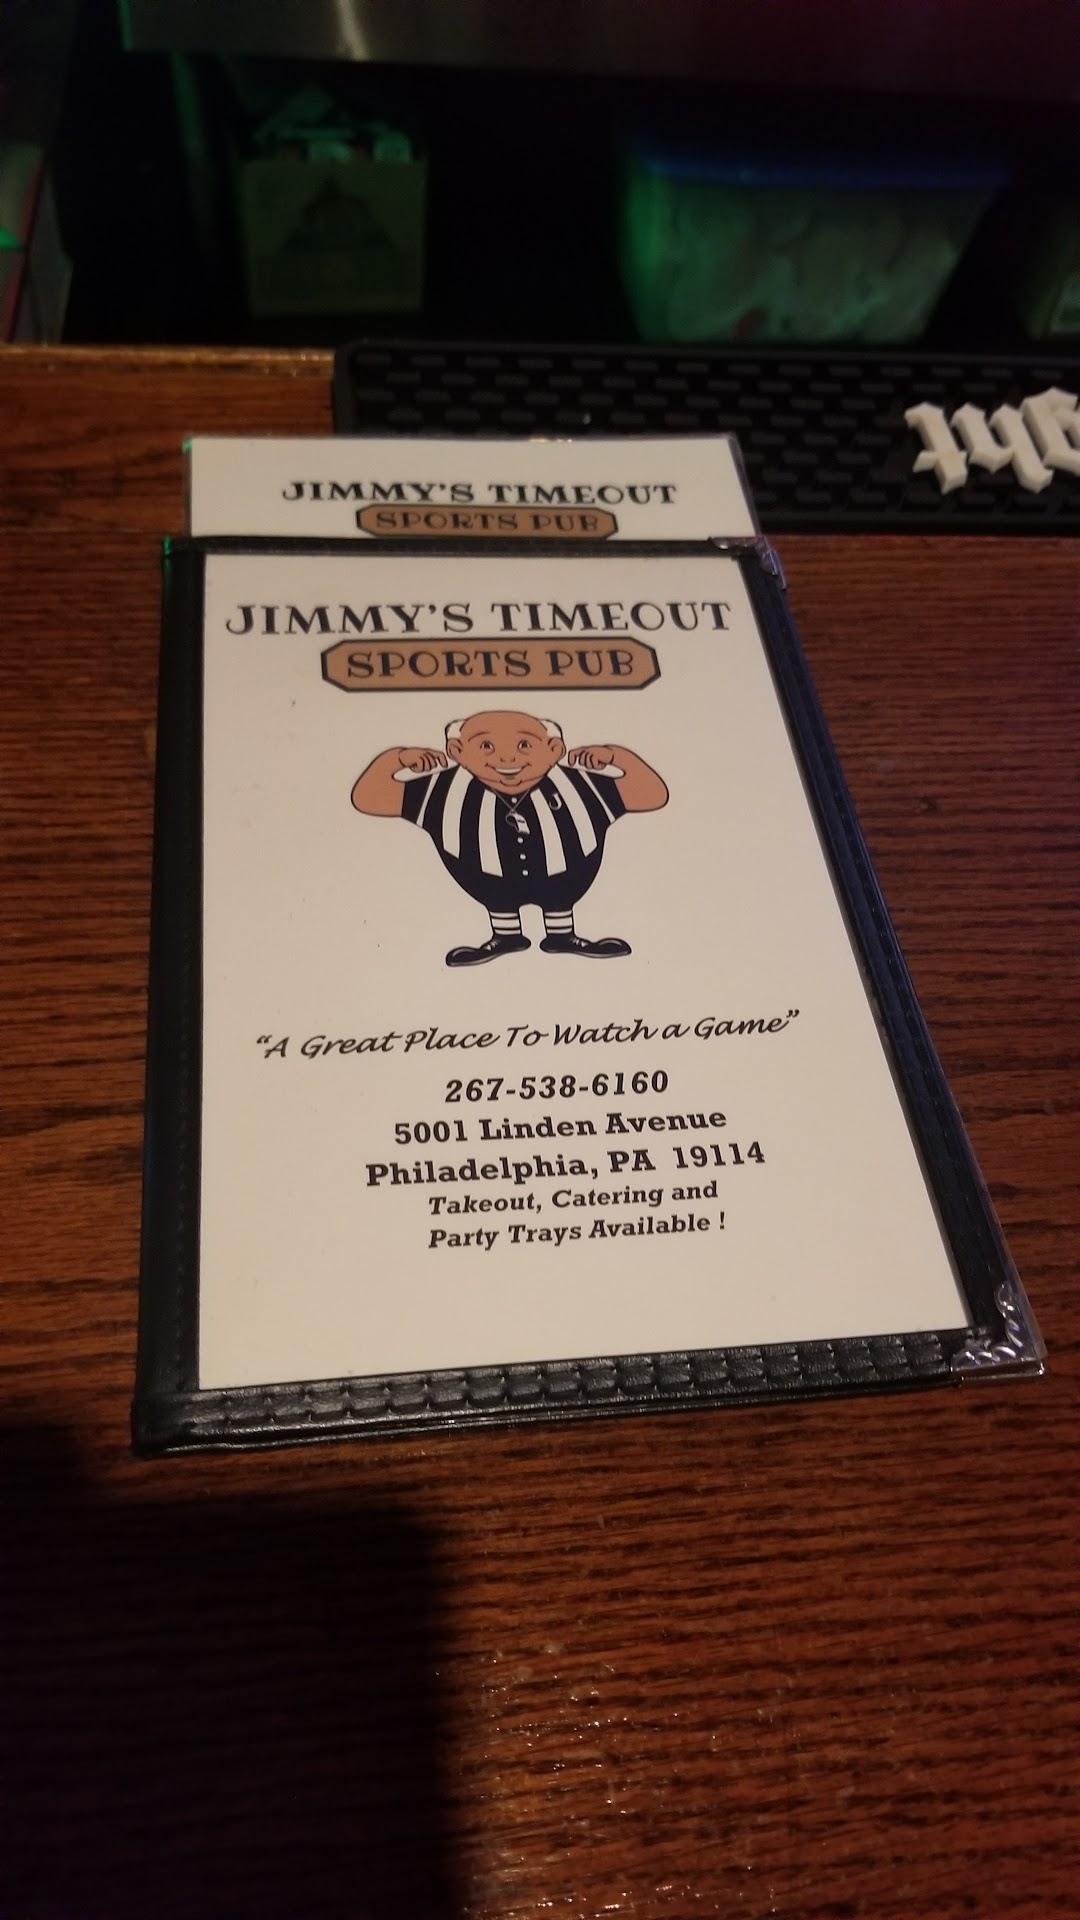 JIMMY'S TIMEOUT
SPORTS PUB
JIMMY'S TIMEOUT
SPORTS PUB
J
"A Great Place To Watch a Game"
267-538-6160
5001 Linden Avenue
Philadelphia, PA 19114
Takeout, Catering and
Party Trays Available !